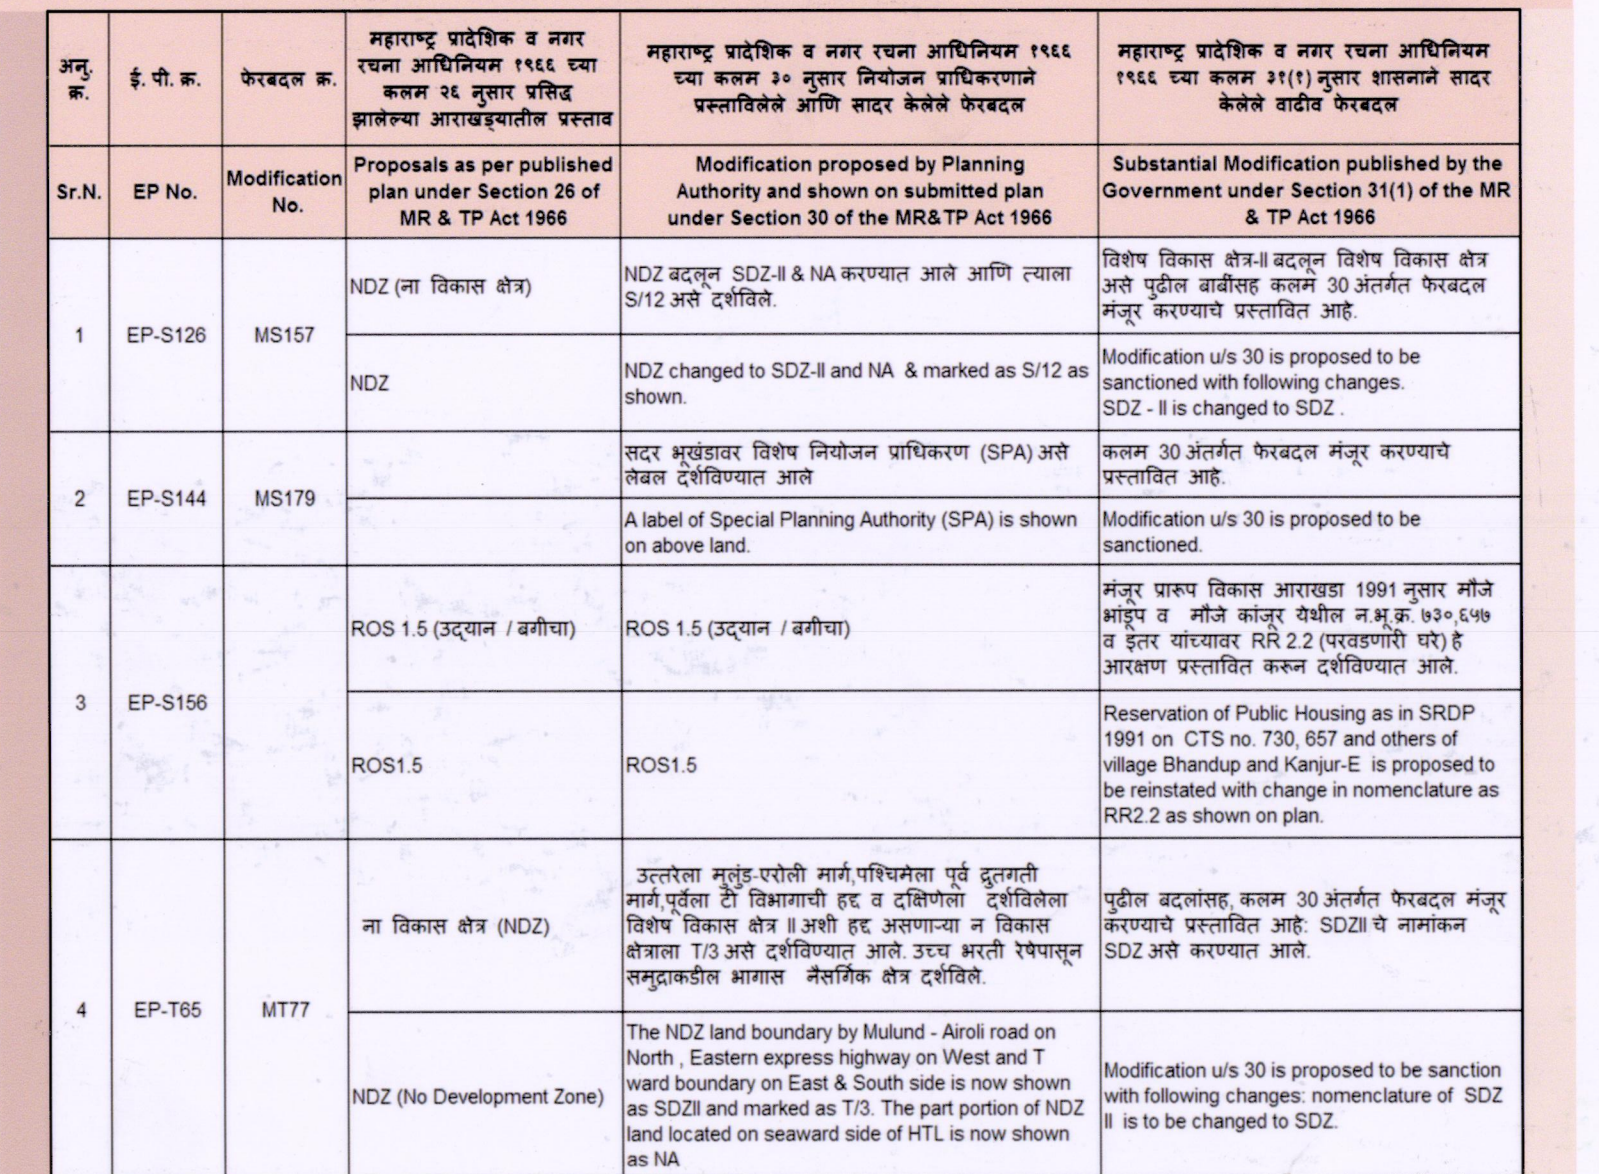 अनु.
क्र.
ई. पी. क्र.
फेरबदल क्र.
महाराष्ट्र प्रादेशिक व नगर
रचना आधिनियम १९६६ च्या
कलम २६ नुसार प्रसिद्ध
झालेल्या आराखड्यातील प्रस्ताव
महाराष्ट्र प्रादेशिक व नगर रचना आधिनियम १९६६
च्या कलम ३० नुसार नियोजन प्राधिकरणाने
प्रस्ताविलेले आणि सादर केलेले फेरबदल
महाराष्ट्र प्रादेशिक व नगर रचना आधिनियम
१९६६ च्या कलम ३१(१) नुसार शासनाने सादर
केलेले वाढीव फेरबदल
Sr.N.
EP No.
Modification
No.
Proposals as per published
plan under Section 26 of
MR & TP Act 1966
Modification proposed by Planning
Authority and shown on submitted plan
under Section 30 of the MR&TP Act 1966
Substantial Modification published by the
Government under Section 31(1) of the MR
& TP Act 1966
1
EP-S126
MS157
NDZ (ना विकास क्षेत्र)
NDZ बदलून SDZ-II & NA करण्यात आले आणि त्याला
S/12 असे दर्शविले.
विशेष विकास क्षेत्र-II बदलून विशेष विकास क्षेत्र
असे पुढील बाबींसह कलम 30 अंतर्गत फेरबदल
मंजूर करण्याचे प्रस्तावित आहे.
NDZ
NDZ changed to SDZ-II and NA & marked as S/12 as
shown.
Modification u/s 30 is proposed to be
sanctioned with following changes.
SDZ - II is changed to SDZ .
2
EP-S144
MS179
सदर भूखंडावर विशेष नियोजन प्राधिकरण (SPA) असे
लेबल दर्शविण्यात आले
कलम 30 अंतर्गत फेरबदल मंजूर करण्याचे
प्रस्तावित आहे.
A label of Special Planning Authority (SPA) is shown
on above land.
Modification u/s 30 is proposed to be
sanctioned.
3
EP-S156
ROS 1.5 (उद्यान / बगीचा)
ROS 1.5 (उद्यान / बगीचा)
मंजूर प्रारूप विकास आराखडा 1991 नुसार मौजे
भांडूप व मौजे कांजूर येथील न.भू.क्र. ७३०,६५७
व इतर यांच्यावर RR 2.2 (परवडणारी घरे) हे
आरक्षण प्रस्तावित करून दर्शविण्यात आले.
ROS1.5
ROS1.5
Reservation of Public Housing as in SRDP
1991 on CTS no. 730, 657 and others of
village Bhandup and Kanjur-E is proposed to
be reinstated with change in nomenclature as
RR2.2 as shown on plan.
4
EP-T65
MT77
ना विकास क्षेत्र (NDZ)
उत्तरेला मुलुंड-एरोली मार्ग,पश्चिमेला पूर्व द्रुतगती
मार्ग,पूर्वेला टी विभागाची हद्द व दक्षिणेला दर्शविलेला
विशेष विकास क्षेत्र II अशी हद्द असणाऱ्या न विकास
क्षेत्राला T/3 असे दर्शविण्यात आले. उच्च भरती रेषेपासून
समुद्राकडील भागास नैसर्गिक क्षेत्र दर्शविले.
पुढील बदलांसह, कलम 30 अंतर्गत फेरबदल मंजूर
करण्याचे प्रस्तावित आहे: SDZII चे नामांकन
SDZ असे करण्यात आले.
NDZ (No Development Zone)
The NDZ land boundary by Mulund - Airoli road on
North , Eastern express highway on West and T
ward boundary on East & South side is now shown
as SDZII and marked as T/3. The part portion of NDZ
land located on seaward side of HTL is now shown
as NA
Modification u/s 30 is proposed to be sanction
with following changes: nomenclature of SDZ
II is to be changed to SDZ.